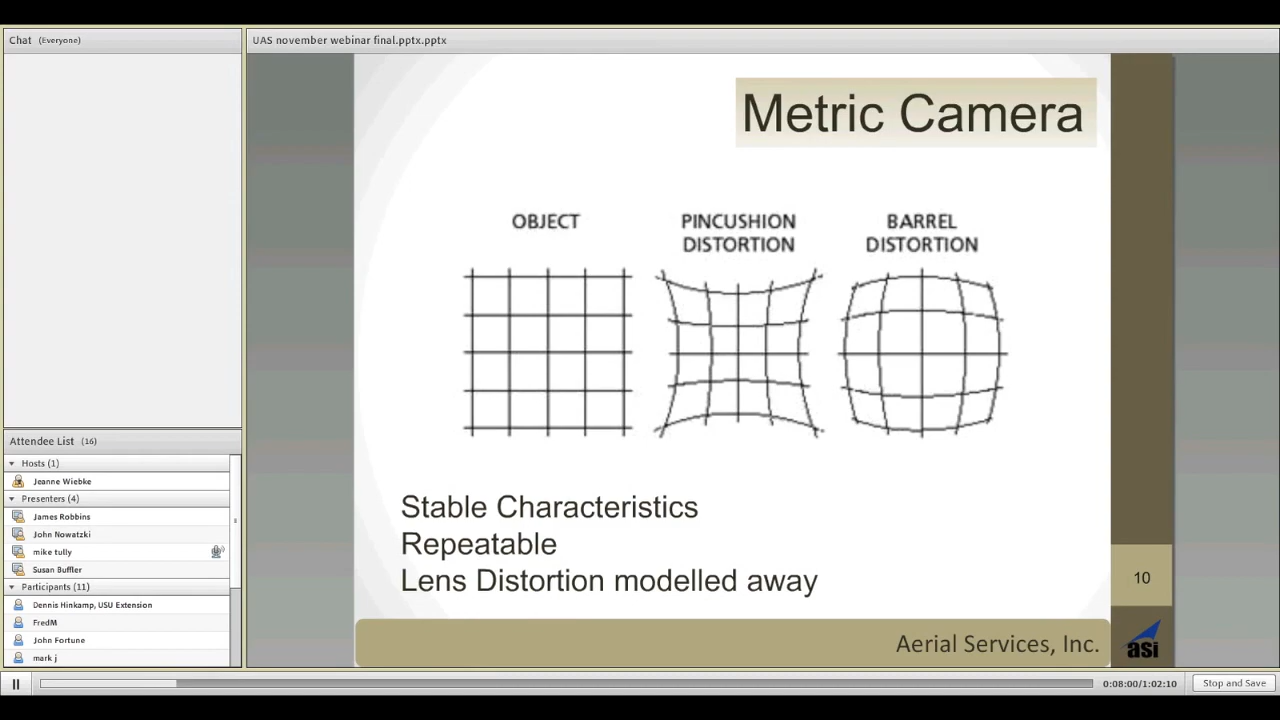 Chat (Everyone)
UAS november webinar final.pptx.pptx
Metric Camera
OBJECT
PINCUSHION
DISTORTION
BARREL
DISTORTION
Stable Characteristics
Repeatable
Lens Distortion modelled away
10
Aerial Services, Inc.
asi
Attendee List (16)
Hosts (1)
Jeanne Wiebke
Presenters (4)
James Robbins
John Nowatzki
mike tully
Susan Buffler
Participants (11)
Dennis Hinkamp, USU Extension
FredM
John Fortune
mark j
0:08:00/1:02:10
Stop and Save